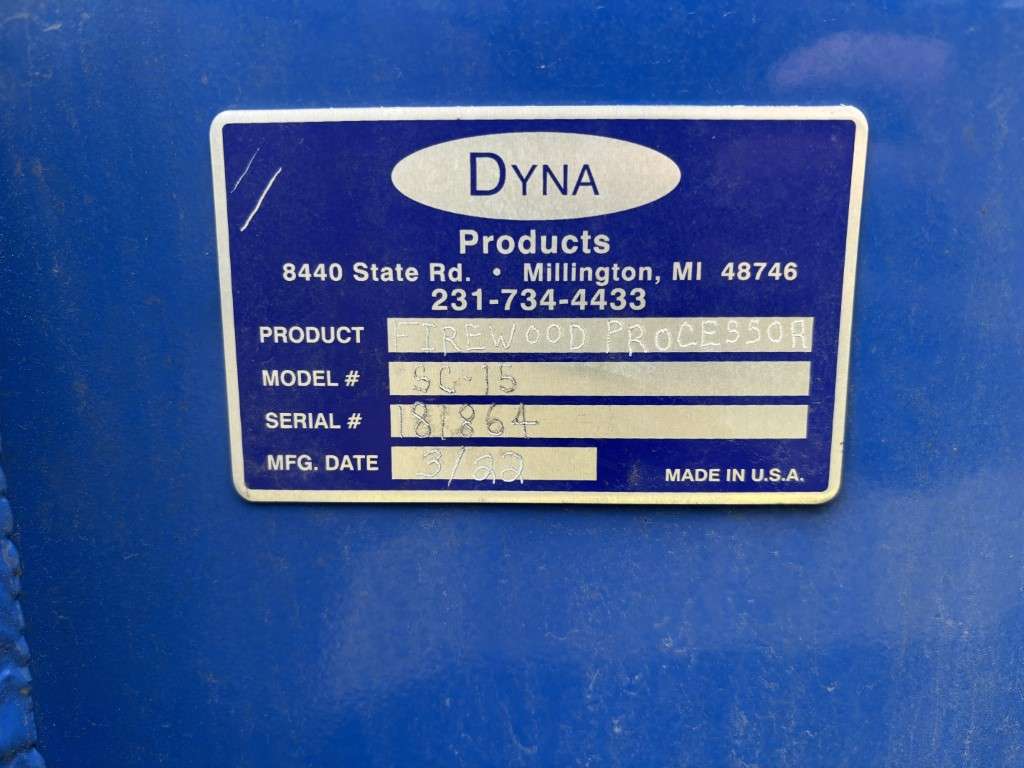 DYNA
Products
8440 State Rd. • Millington, MI 48746
231-734-4433
PRODUCT FIREWOOD PROCESSOR
MODEL # SC-15
SERIAL # 181864
MFG. DATE 3/22
MADE IN U.S.A.